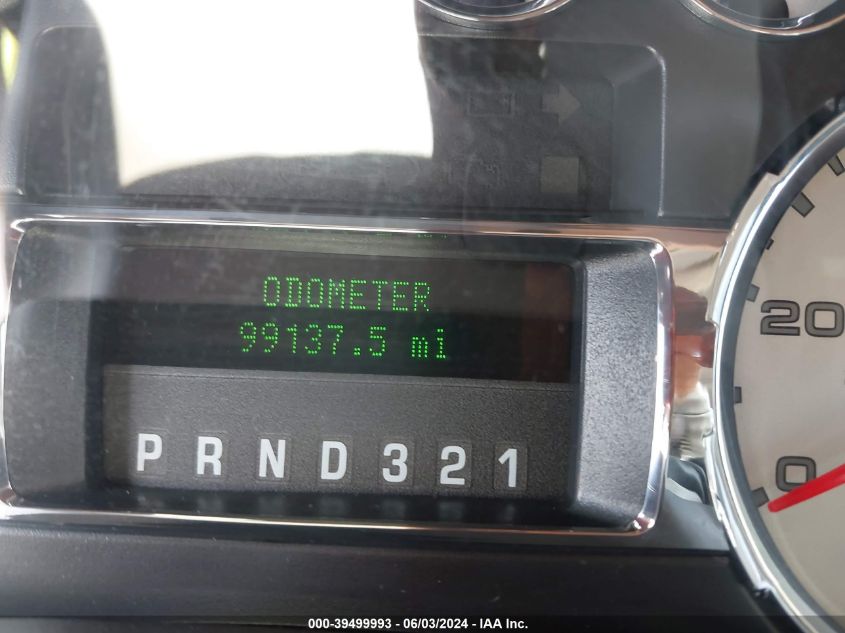 ODOMETER
99137.5 mi
P R N D 3 2 1
20
0
000-39499993 - 06/03/2024 - IAA Inc.